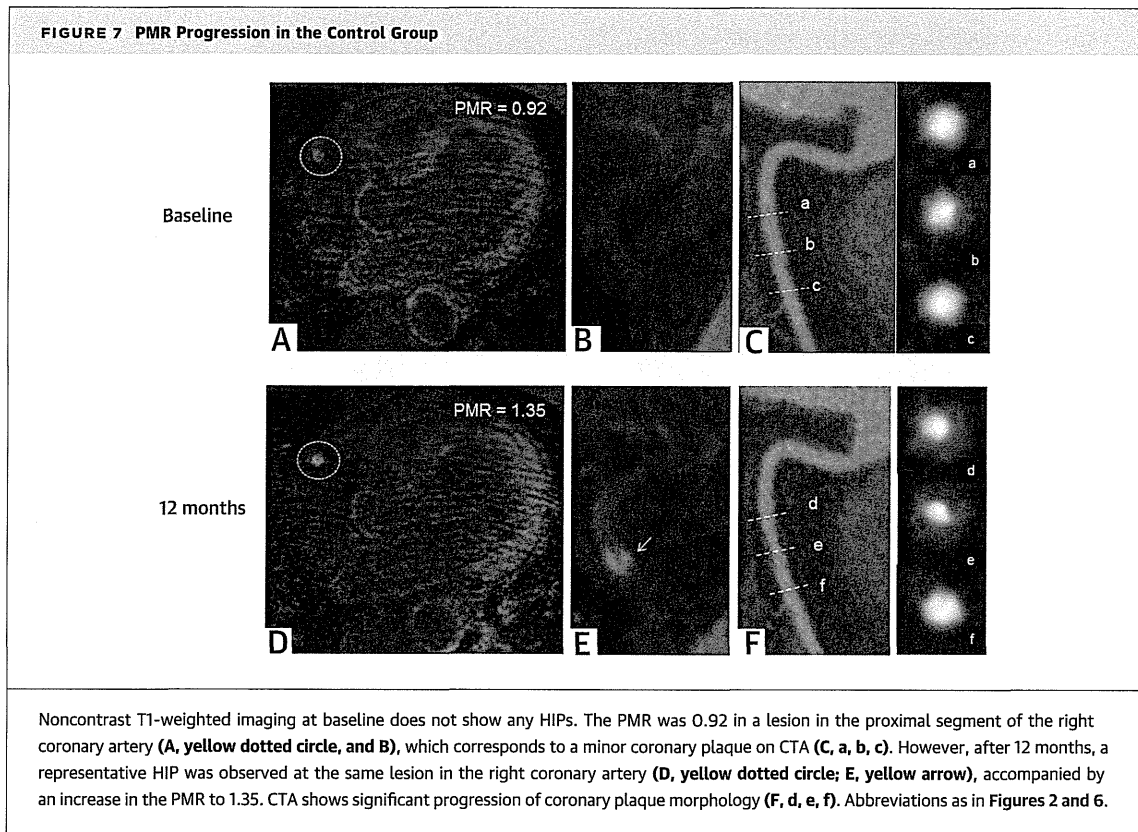 FIGURE 7 PMR Progression in the Control Group
PMR = 0.92
Baseline
a
b
c
a
b
c
A
B
C
PMR = 1.35
12 months
d
e
f
d
e
f
D
E
F
Noncontrast T1-weighted imaging at baseline does not show any HIPs. The PMR was 0.92 in a lesion in the proximal segment of the right
coronary artery (A, yellow dotted circle, and B), which corresponds to a minor coronary plaque on CTA (C, a, b, c). However, after 12 months, a
representative HIP was observed at the same lesion in the right coronary artery (D, yellow dotted circle; E, yellow arrow), accompanied by
an increase in the PMR to 1.35. CTA shows significant progression of coronary plaque morphology (F, d, e, f). Abbreviations as in Figures 2 and 6.